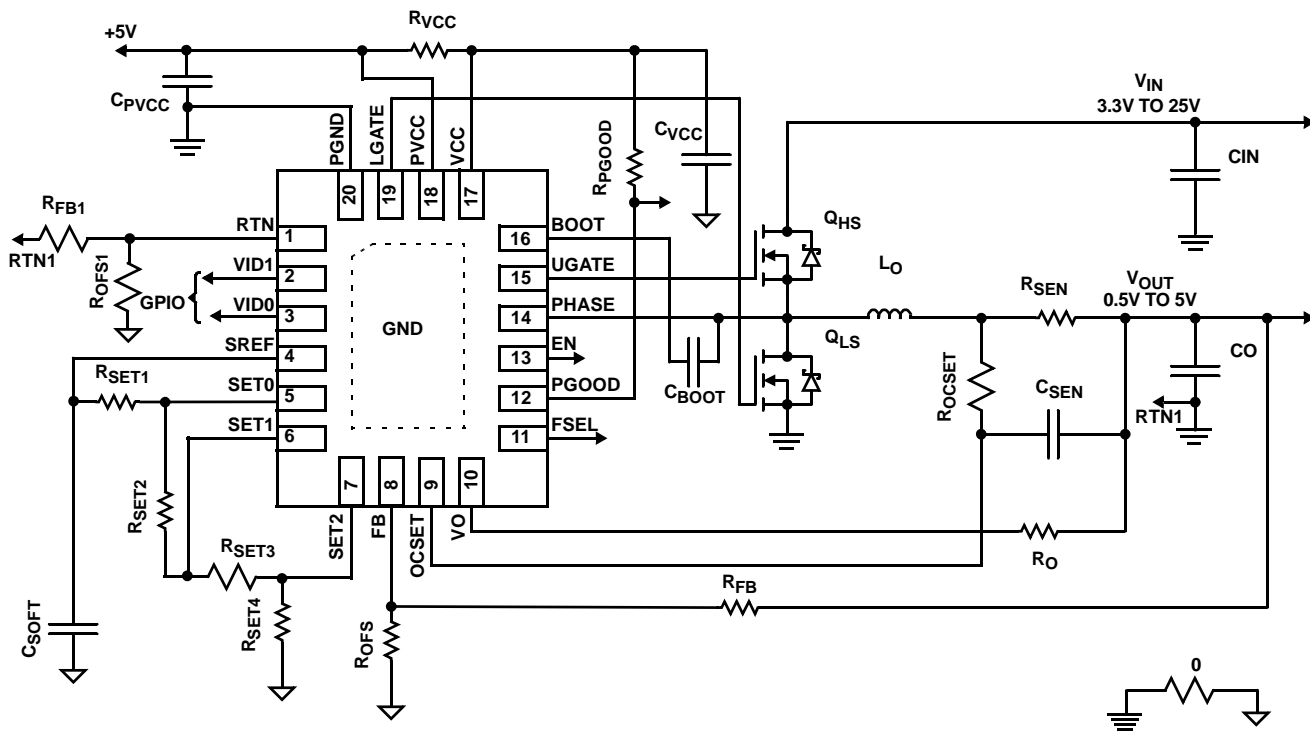 +5V
RVCC
CPVCC
PGND
LGATE
PVCC
VCC
20
19
18
17
CVCC
RPGOOD
VIN
3.3V TO 25V
CIN
RFB1
RTN1
ROFS1
GPIO
RTN
1
VID1
2
VID0
3
SREF
4
SET0
5
SET1
6
GND
16
BOOT
15
UGATE
14
PHASE
13
EN
12
PGOOD
11
FSEL
QHS
QLS
CBOOT
LO
RSEN
VOUT
0.5V TO 5V
ROCSET
CSEN
CO
RTN1
RSET1
RSET2
RSET3
RSET4
CSOFT
7
8
9
10
SET2
FB
OCSET
VO
RO
RFB
ROFS
0